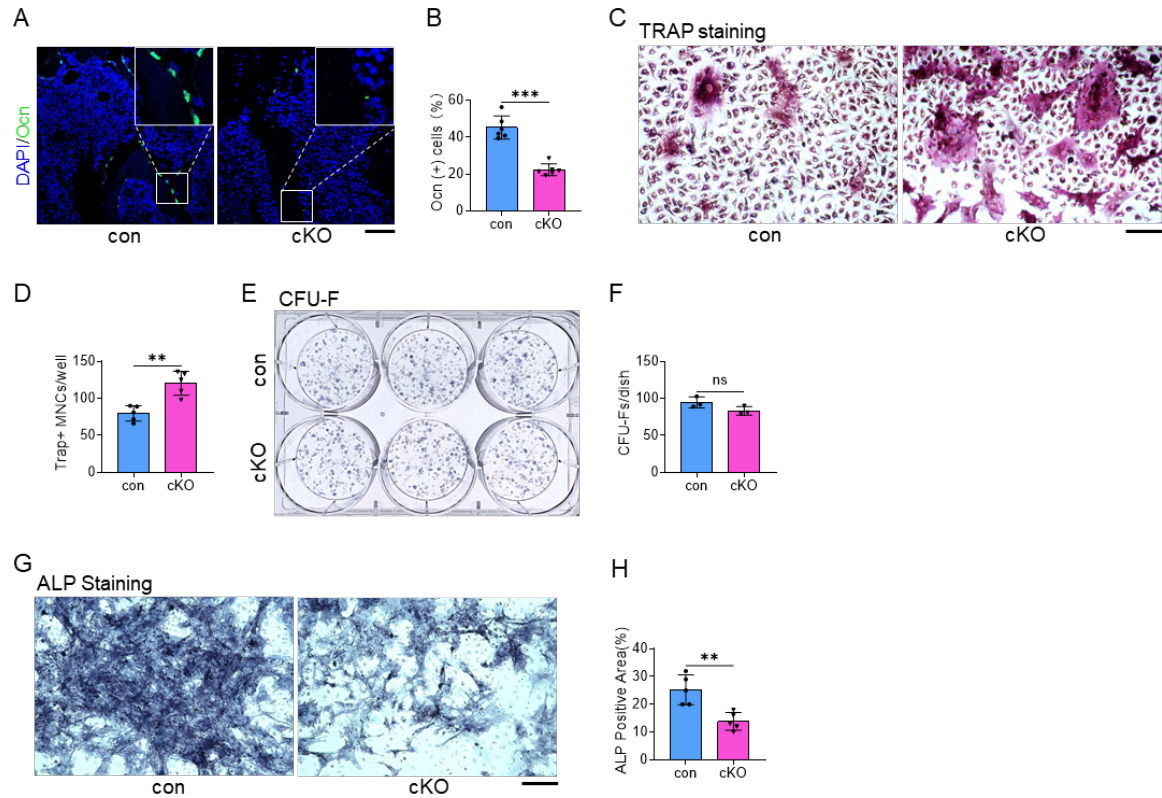 A
DAPI/Ocn
con
cKO
B
Ocn (+) cells (%)
60
40
20
0
***
con
cKO
C
TRAP staining
con
cKO
D
Trap+ MNCs/well
150
100
50
0
**
con
cKO
E
CFU-F
con
cKO
F
CFU-Fs/dish
150
100
50
0
ns
con
cKO
G
ALP Staining
con
cKO
H
ALP Positive Area(%)
40
30
20
10
0
**
con
cKO